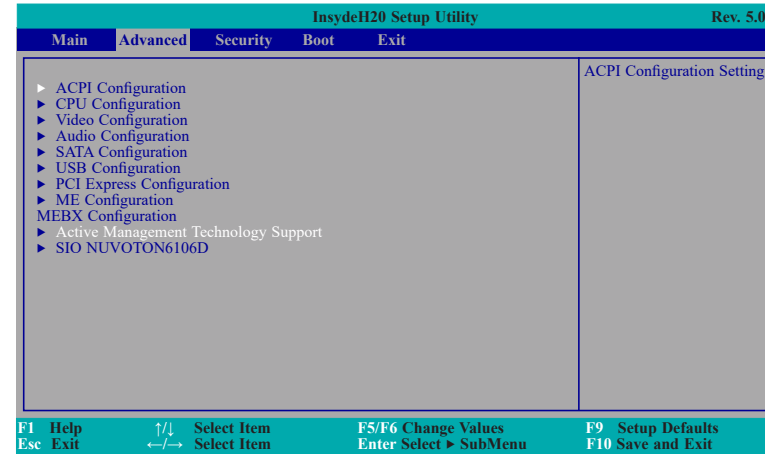 InsydeH20 Setup Utility Rev. 5.0
Main Advanced Security Boot Exit
ACPI Configuration Setting
► ACPI Configuration
► CPU Configuration
► Video Configuration
► Audio Configuration
► SATA Configuration
► USB Configuration
► PCI Express Configuration
► ME Configuration
MEBX Configuration
► Active Management Technology Support
► SIO NUVOTON6106D
F1 Help ↑/↓ Select Item F5/F6 Change Values F9 Setup Defaults
Esc Exit ←/→ Select Item Enter Select ► SubMenu F10 Save and Exit